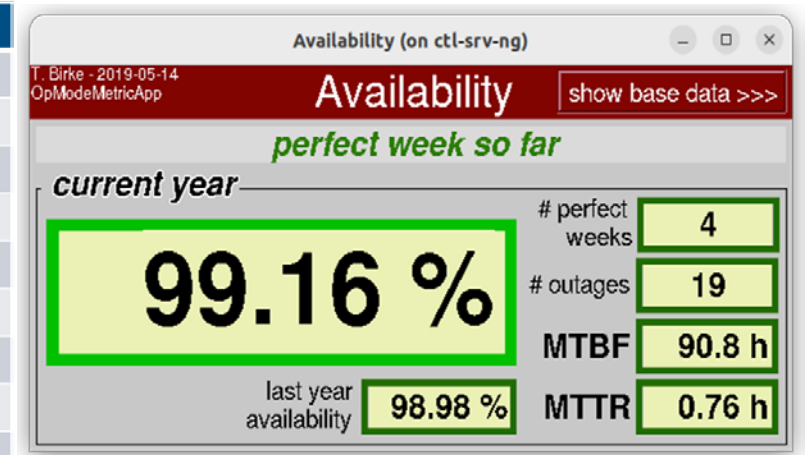 Availability (on ctl-srv-ng)
T. Birke - 2019-05-14
OpModeMetricApp
Availability
show base data >>>
perfect week so far
current year
99.16 %
# perfect
weeks
4
# outages
19
MTBF
90.8 h
last year
availability
98.98 %
MTTR
0.76 h